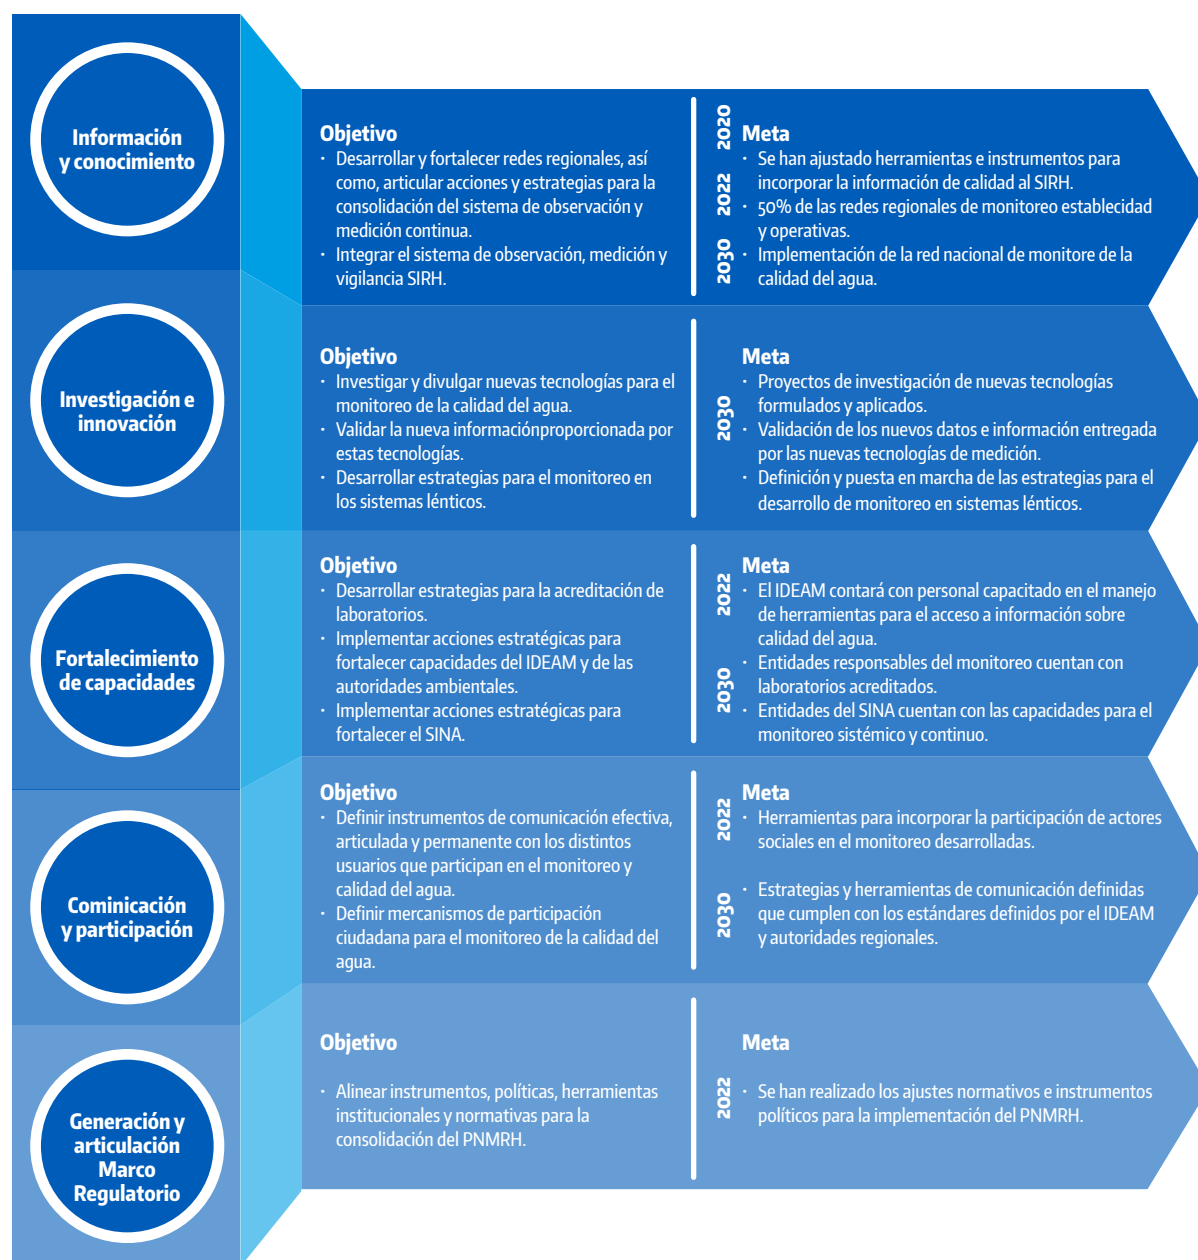 Información
y conocimiento
Objetivo
· Desarrollar y fortalecer redes regionales, así
como, articular acciones y estrategias para la
consolidación del sistema de observación y
medición continua.
· Integrar el sistema de observación, medición y
vigilancia SIRH.
2020
2022
2030
Meta
· Se han ajustado herramientas e instrumentos para
incorporar la información de calidad al SIRH.
· 50% de las redes regionales de monitoreo establecidad
y operativas.
· Implementación de la red nacional de monitore de la
calidad del agua.
Investigación e
innovación
Objetivo
· Investigar y divulgar nuevas tecnologías para el
monitoreo de la calidad del agua.
· Validar la nueva informaciónproporcionada por
estas tecnologías.
· Desarrollar estrategias para el monitoreo en
los sistemas lénticos.
2030
Meta
· Proyectos de investigación de nuevas tecnologías
formulados y aplicados.
· Validación de los nuevos datos e información entregada
por las nuevas tecnologías de medición.
· Definición y puesta en marcha de las estrategias para el
desarrollo de monitoreo en sistemas lénticos.
Fortalecimiento
de capacidades
Objetivo
· Desarrollar estrategias para la acreditación de
laboratorios.
· Implementar acciones estratégicas para
fortalecer capacidades del IDEAM y de las
autoridades ambientales.
· Implementar acciones estratégicas para
fortalecer el SINA.
2022
2030
Meta
· El IDEAM contará con personal capacitado en el manejo
de herramientas para el acceso a información sobre
calidad del agua.
· Entidades responsables del monitoreo cuentan con
laboratorios acreditados.
· Entidades del SINA cuentan con las capacidades para el
monitoreo sistémico y continuo.
Cominicación
y participación
Objetivo
· Definir instrumentos de comunicación efectiva,
articulada y permanente con los distintos
usuarios que participan en el monitoreo y
calidad del agua.
· Definir mecanismos de participación
ciudadana para el monitoreo de la calidad del
agua.
2022
2030
Meta
· Herramientas para incorporar la participación de actores
sociales en el monitoreo desarrolladas.
· Estrategias y herramientas de comunicación definidas
que cumplen con los estándares definidos por el IDEAM
y autoridades regionales.
Generación y
articulación
Marco
Regulatorio
Objetivo
· Alinear instrumentos, políticas, herramientas
institucionales y normativas para la
consolidación del PNMRH.
2022
Meta
· Se han realizado los ajustes normativos e instrumentos
políticos para la implementación del PNMRH.